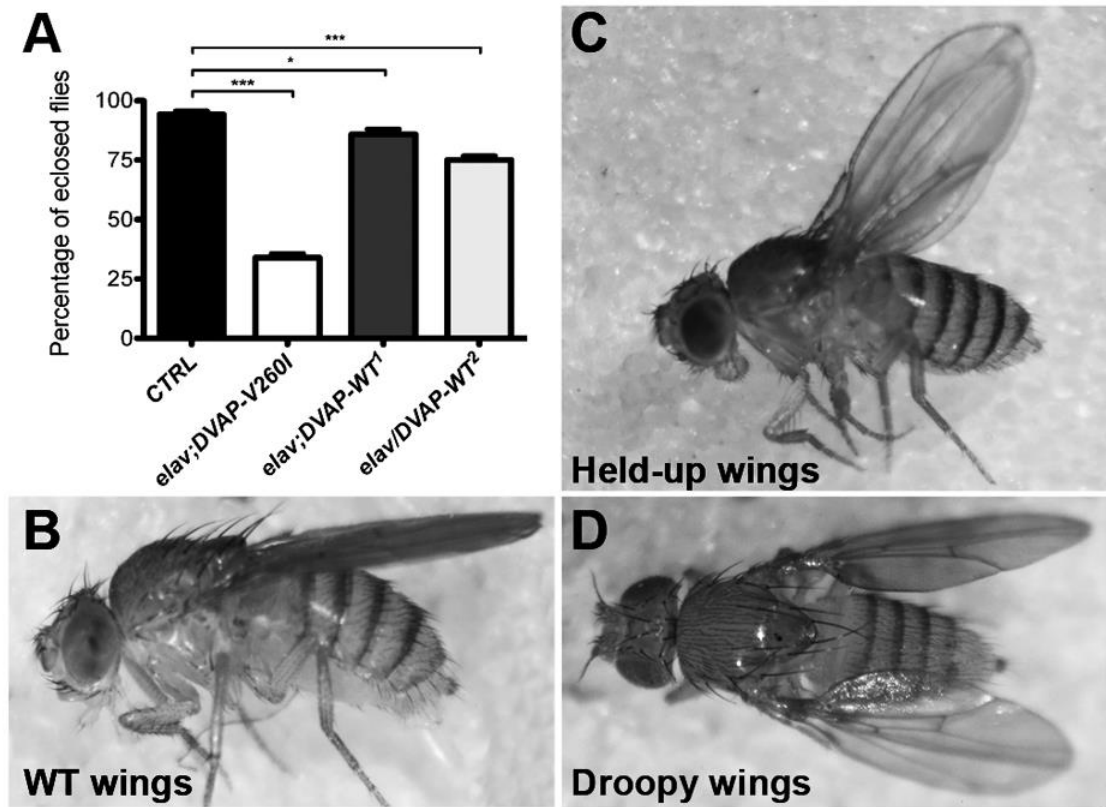 A
***
*
***
Percentage of eclosed flies
100
75
50
25
0
CTRL
elav;DVAP-V260I
elav;DVAP-WT¹
elav/DVAP-WT²
B
WT wings
C
Held-up wings
D
Droopy wings